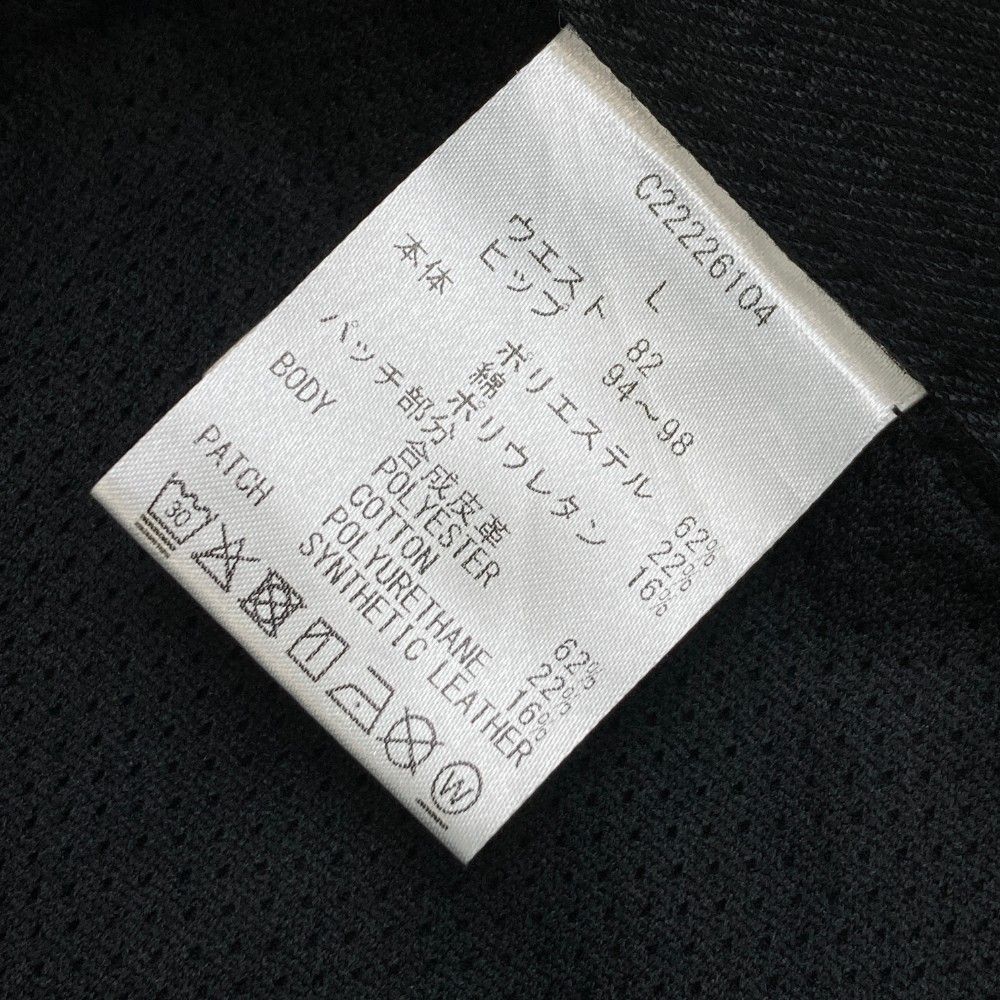 C22226104
L
ウエスト 82
ヒップ 94〜98
本体 ポリエステル 62%
綿 22%
ポリウレタン 16%
パッチ部分 合成皮革
BODY POLYESTER 62%
COTTON 22%
POLYURETHANE 16%
PATCH SYNTHETIC LEATHER
30
W